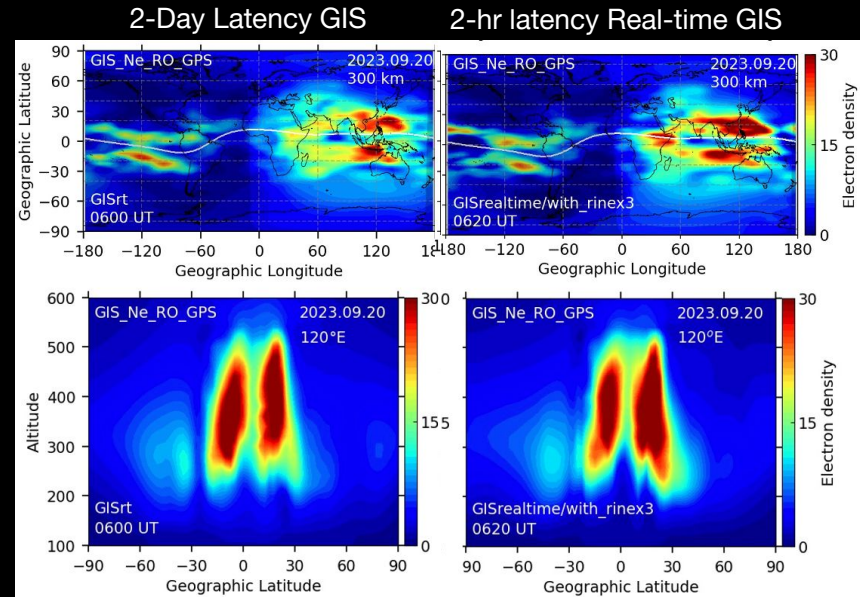 2-Day Latency GIS
2-hr latency Real-time GIS
GIS_Ne_RO_GPS
2023.09.20
300 km
GISrt
0600 UT
90
60
30
0
−30
−60
−90
Geographic Latitude
−180
−120
−60
0
60
120
Geographic Longitude
GIS_Ne_RO_GPS
2023.09.20
300 km
GISrealtime/with_rinex3
0620 UT
180
−120
−60
0
60
120
180
Geographic Longitude
30
15
0
Electron density
GIS_Ne_RO_GPS
2023.09.20
120°E
GISrt
0600 UT
600
500
400
300
200
100
Altitude
−90
−60
−30
0
30
60
90
Geographic Latitude
300
155
0
GIS_Ne_RO_GPS
2023.09.20
120°E
GISrealtime/with_rinex3
0620 UT
−90
−60
−30
0
30
60
90
Geographic Latitude
30
15
0
Electron density